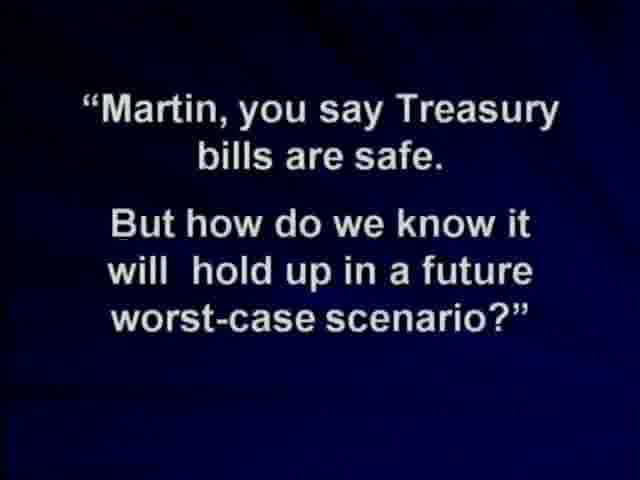 “Martin, you say Treasury
bills are safe.
But how do we know it
will hold up in a future
worst-case scenario?”